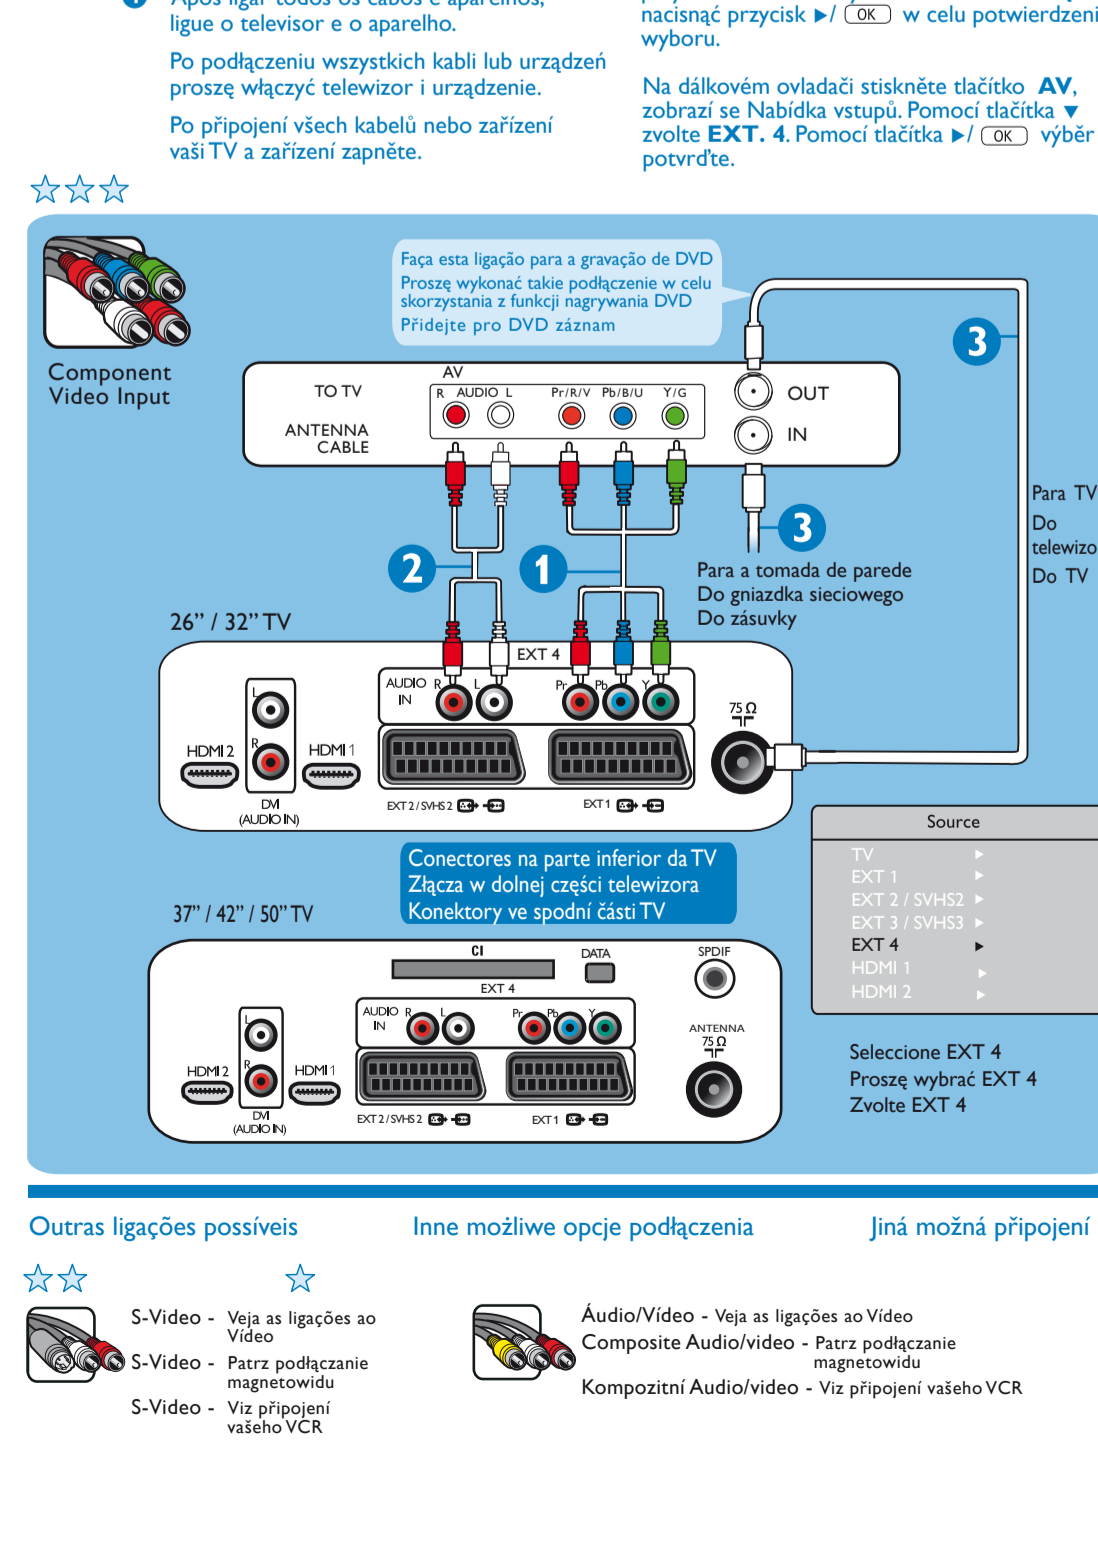 Após ligar todos os cabos e aparelhos,
ligue o televisor e o aparelho.
Po podłączeniu wszystkich kabli lub urządzeń
proszę włączyć telewizor i urządzenie.
Po připojení všech kabelů nebo zařízení
vaši TV a zařízení zapněte.
nacisnąć przycisk ▶/ OK w celu potwierdzeni
wyboru.
Na dálkovém ovladači stiskněte tlačítko AV,
zobrazí se Nabídka vstupů. Pomocí tlačítka ▼
zvolte EXT. 4. Pomocí tlačítka ▶/ OK výběr
potvrďte.
Component
Video Input
Faça esta ligação para a gravação de DVD
Proszę wykonać takie podłączenie w celu
skorzystania z funkcji nagrywania DVD
Přidejte pro DVD záznam
3
TO TV
ANTENNA
CABLE
AV
R AUDIO L
Pr/R/V Pb/B/U Y/G
OUT
IN
2
1
3
Para TV
Do
telewizo
Do TV
Para a tomada de parede
Do gniazdka sieciowego
Do zásuvky
26” / 32” TV
EXT 4
AUDIO
IN
R L
Pr Pb Y
75 Ω
L
R
HDMI 2
HDMI 1
DVI
(AUDIO IN)
EXT 2 / SVHS 2
EXT 1
Conectores na parte inferior da TV
Złącza w dolnej części telewizora
Konektory ve spodní části TV
Source
TV ▶
EXT 1 ▶
EXT 2 / SVHS2 ▶
EXT 3 / SVHS3 ▶
EXT 4 ▶
HDMI 1 ▶
HDMI 2 ▶
Seleccione EXT 4
Proszę wybrać EXT 4
Zvolte EXT 4
37” / 42” / 50” TV
CI
DATA
SPDIF
EXT 4
AUDIO
IN
R L
Pr Pb Y
ANTENNA
75 Ω
L
R
HDMI 2
HDMI 1
DVI
(AUDIO IN)
EXT 2 / SVHS 2
EXT 1
Outras ligações possíveis
Inne możliwe opcje podłączenia
Jiná možná připojení
S-Video - Veja as ligações ao
Vídeo
S-Video - Patrz podłączanie
magnetowidu
S-Video - Viz připojení
vašeho VCR
Áudio/Vídeo - Veja as ligações ao Vídeo
Composite Audio/video - Patrz podłączanie
magnetowidu
Kompozitní Audio/video - Viz připojení vašeho VCR